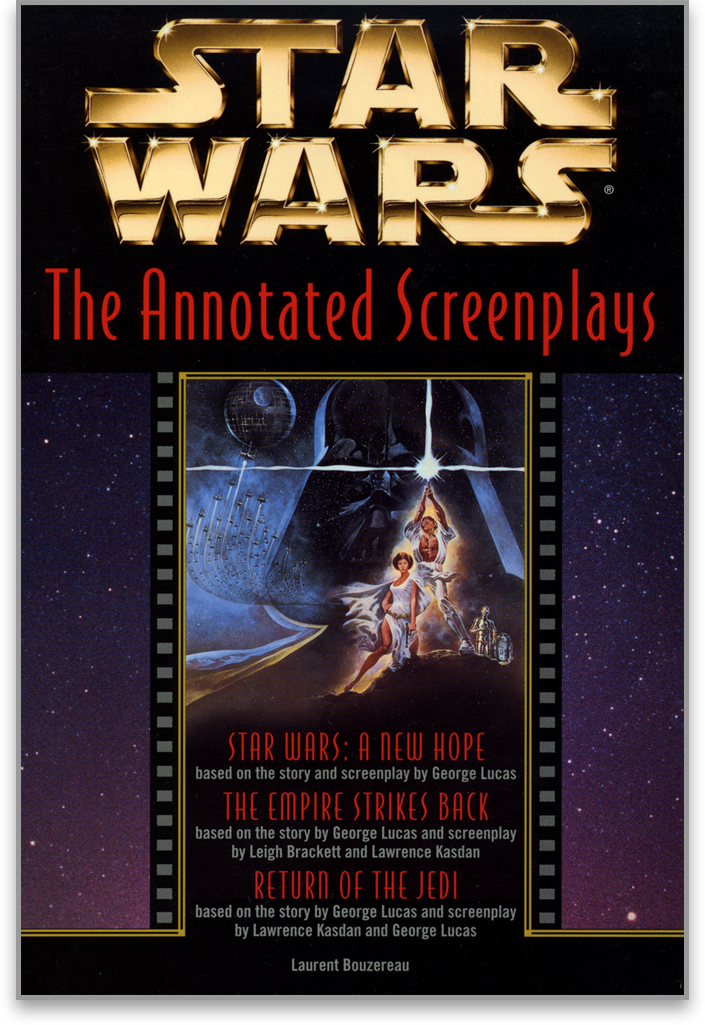 STAR
WARS®
The Annotated Screenplays
STAR WARS: A NEW HOPE
based on the story and screenplay by George Lucas
THE EMPIRE STRIKES BACK
based on the story by George Lucas and screenplay
by Leigh Brackett and Lawrence Kasdan
RETURN OF THE JEDI
based on the story by George Lucas and screenplay
by Lawrence Kasdan and George Lucas
Laurent Bouzereau